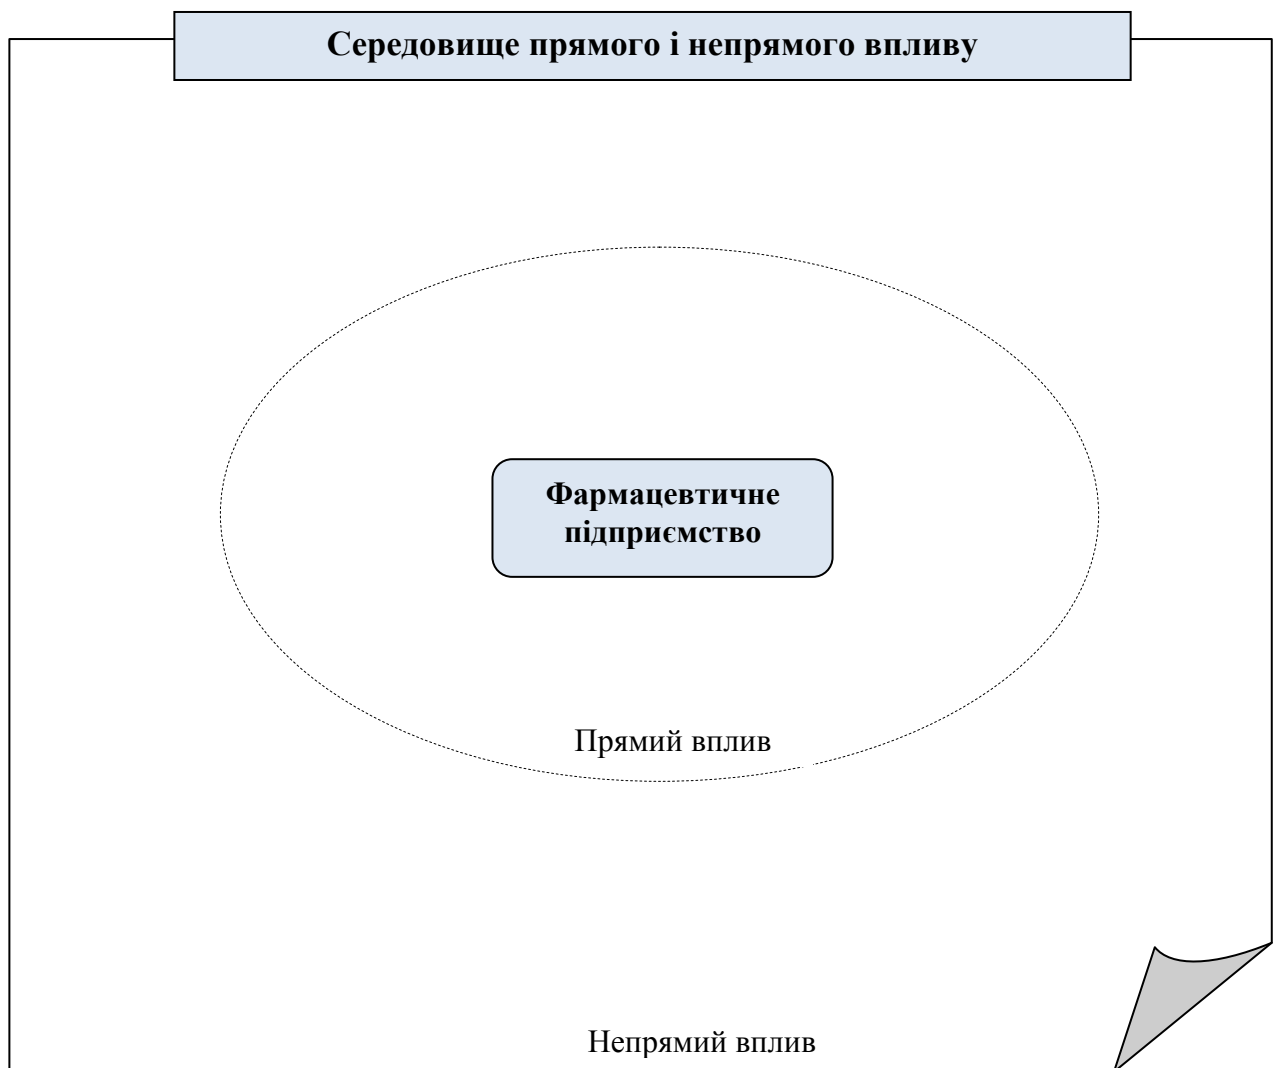 Середовище прямого і непрямого впливу
Фармацевтичне
підприємство
Прямий вплив
Непрямий вплив